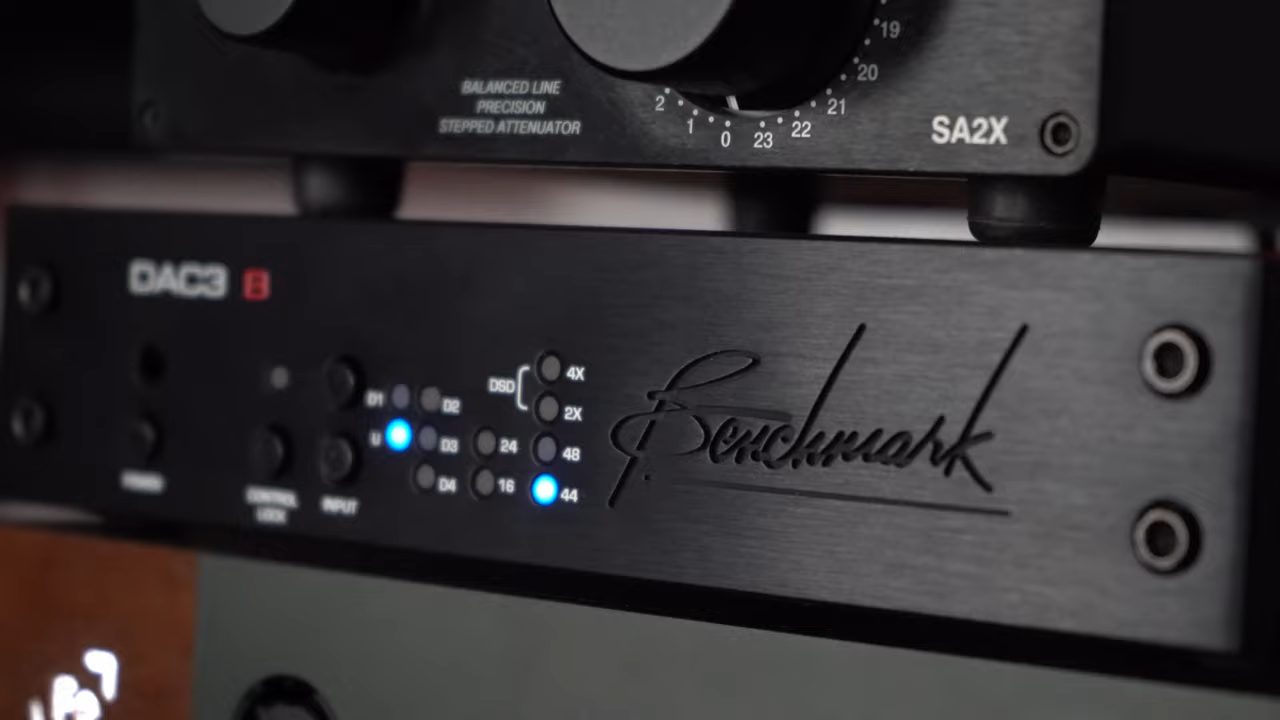 BALANCED LINE
PRECISION
STEPPED ATTENUATOR
19
20
21
22
23
0
1
2
SA2X
DAC3 B
DSD
4X
2X
D1
D2
U
D3
24
48
D4
16
44
CONTROL
LOCK
INPUT
POWER
Benchmark